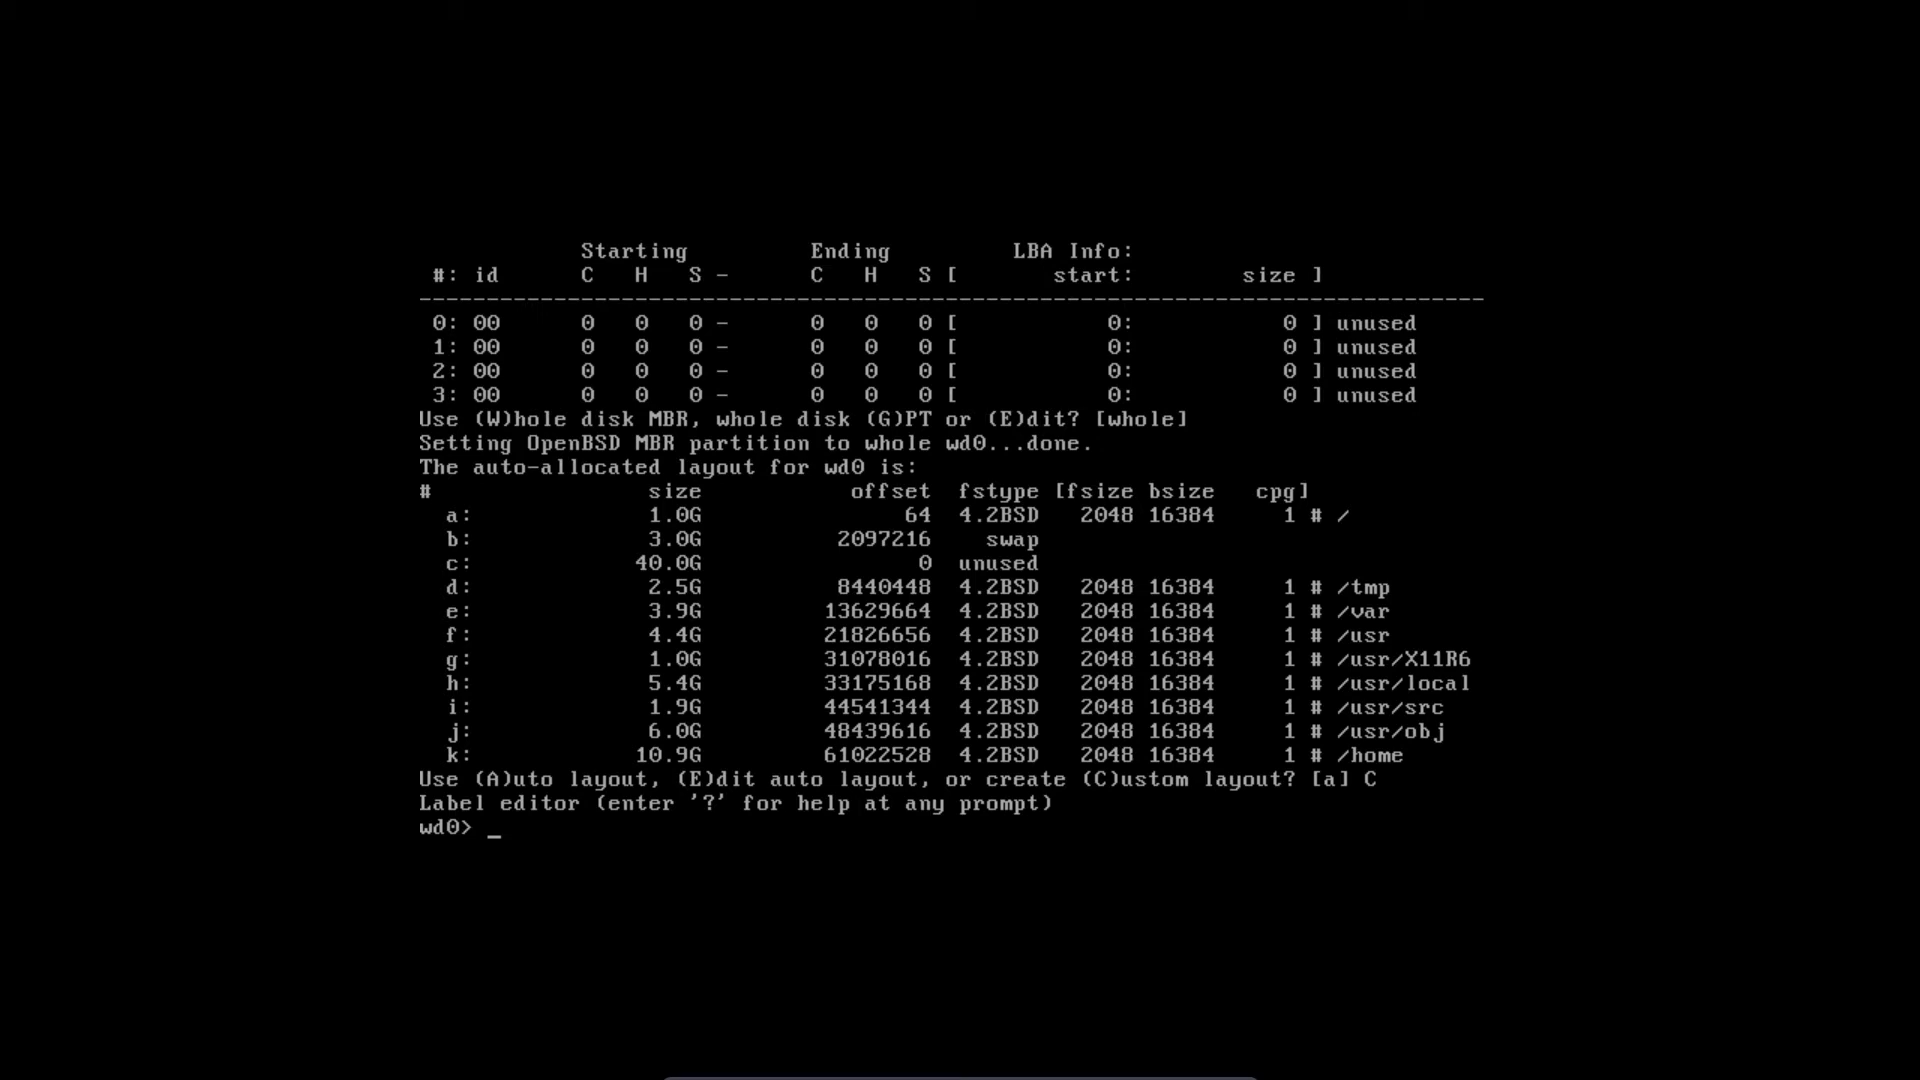 Starting Ending LBA Info:
#: id C H S - C H S [ start: size ]
-------------------------------------------------------------------------------
0: 00 0 0 0 - 0 0 0 [ 0: 0 ] unused
1: 00 0 0 0 - 0 0 0 [ 0: 0 ] unused
2: 00 0 0 0 - 0 0 0 [ 0: 0 ] unused
3: 00 0 0 0 - 0 0 0 [ 0: 0 ] unused
Use (W)hole disk MBR, whole disk (G)PT or (E)dit? [whole]
Setting OpenBSD MBR partition to whole wd0...done.
The auto-allocated layout for wd0 is:
# size offset fstype [fsize bsize cpg]
a: 1.0G 64 4.2BSD 2048 16384 1 # /
b: 3.0G 2097216 swap
c: 40.0G 0 unused
d: 2.5G 8440448 4.2BSD 2048 16384 1 # /tmp
e: 3.9G 13629664 4.2BSD 2048 16384 1 # /var
f: 4.4G 21826656 4.2BSD 2048 16384 1 # /usr
g: 1.0G 31078016 4.2BSD 2048 16384 1 # /usr/X11R6
h: 5.4G 33175168 4.2BSD 2048 16384 1 # /usr/local
i: 1.9G 44541344 4.2BSD 2048 16384 1 # /usr/src
j: 6.0G 48439616 4.2BSD 2048 16384 1 # /usr/obj
k: 10.9G 61022528 4.2BSD 2048 16384 1 # /home
Use (A)uto layout, (E)dit auto layout, or create (C)ustom layout? [a] C
Label editor (enter '?' for help at any prompt)
wd0> _